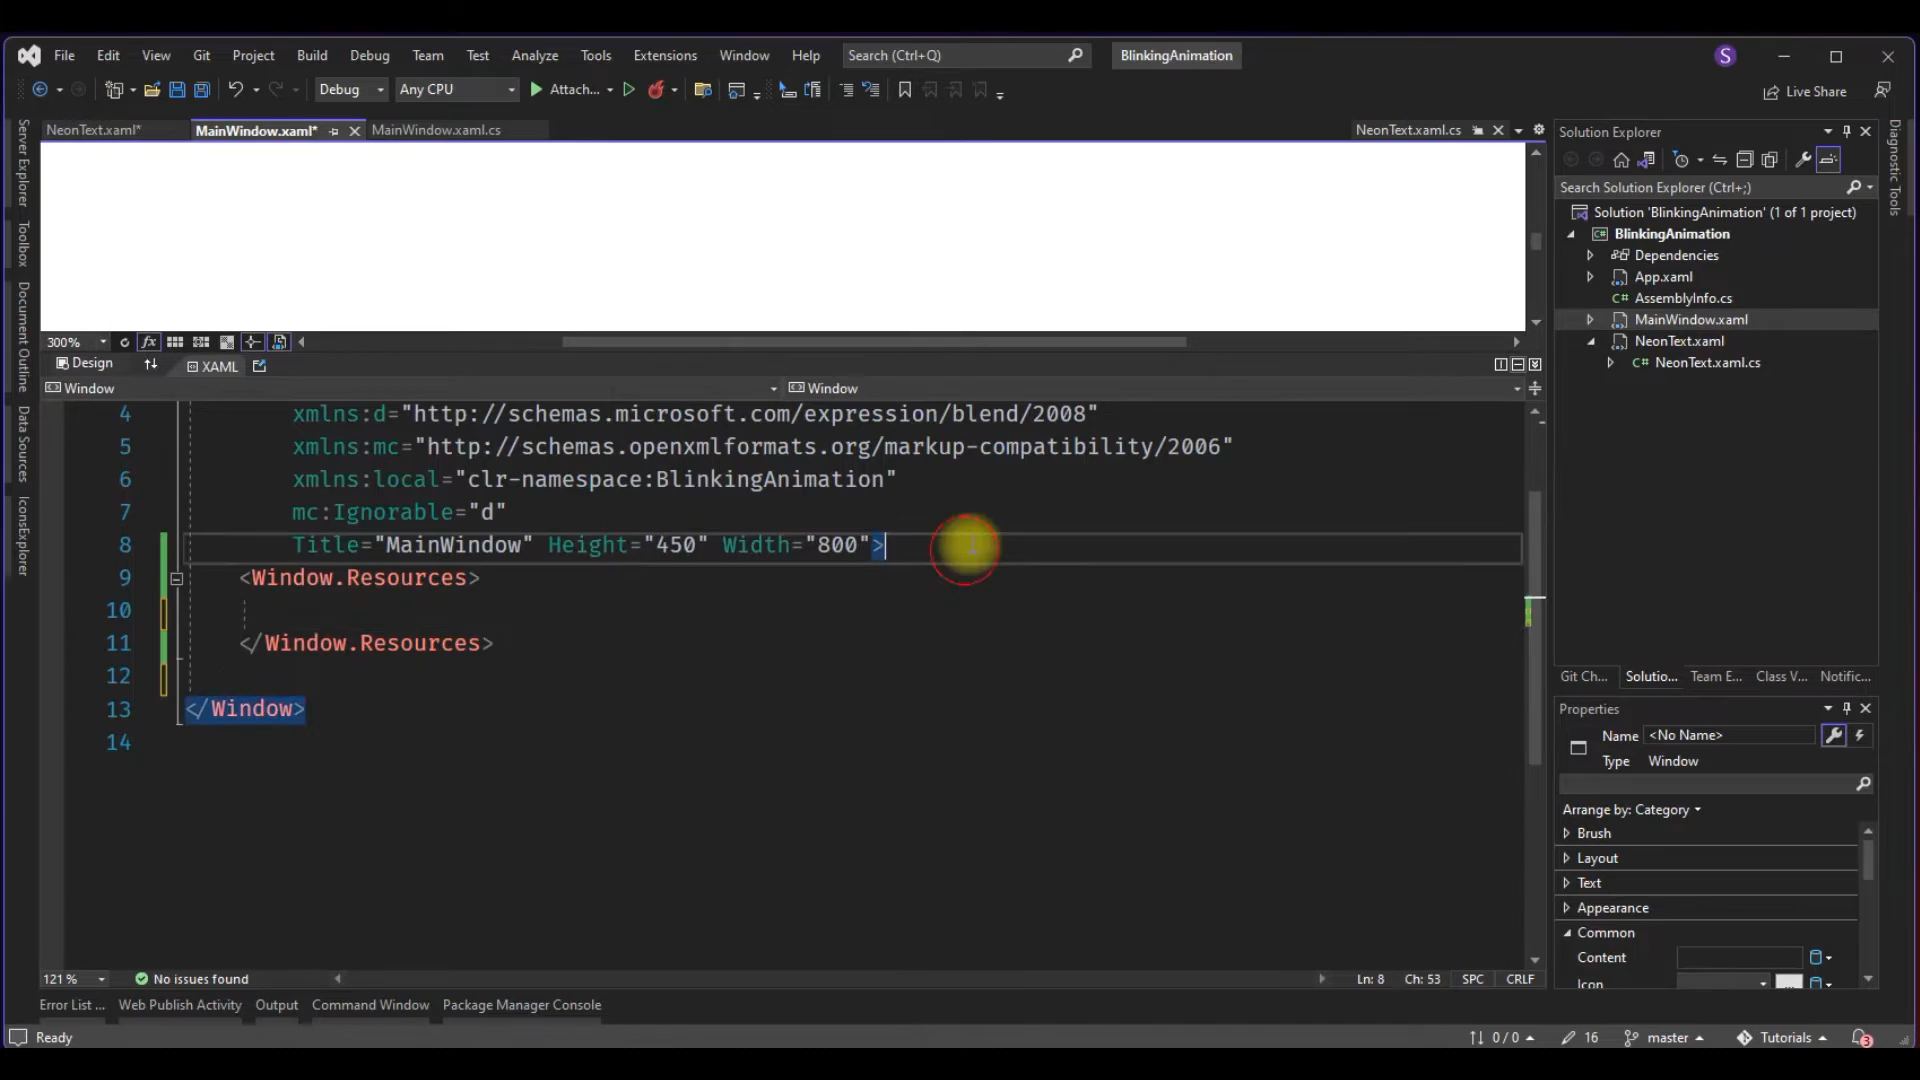 File Edit View Git Project Build Debug Team Test Analyze Tools Extensions Window Help Search (Ctrl+Q) BlinkingAnimation S
Debug Any CPU Attach... Live Share
NeonText.xaml* MainWindow.xaml* MainWindow.xaml.cs NeonText.xaml.cs
Server Explorer
Toolbox
Document Outline
Data Sources
IconsExplorer
300%
Design XAML
Window Window
4 xmlns:d="http://schemas.microsoft.com/expression/blend/2008"
5 xmlns:mc="http://schemas.openxmlformats.org/markup-compatibility/2006"
6 xmlns:local="clr-namespace:BlinkingAnimation"
7 mc:Ignorable="d"
8 Title="MainWindow" Height="450" Width="800">
9 <Window.Resources>
10
11 </Window.Resources>
12
13 </Window>
14
121 % No issues found Ln: 8 Ch: 53 SPC CRLF
Error List ... Web Publish Activity Output Command Window Package Manager Console
Solution Explorer
Search Solution Explorer (Ctrl+;)
Solution 'BlinkingAnimation' (1 of 1 project)
BlinkingAnimation
Dependencies
App.xaml
C# AssemblyInfo.cs
MainWindow.xaml
NeonText.xaml
C# NeonText.xaml.cs
Git Ch... Solutio... Team E... Class V... Notific...
Properties
Name <No Name>
Type Window
Arrange by: Category
Brush
Layout
Text
Appearance
Common
Content
Icon
Diagnostic Tools
Ready 0 / 0 16 master Tutorials 3